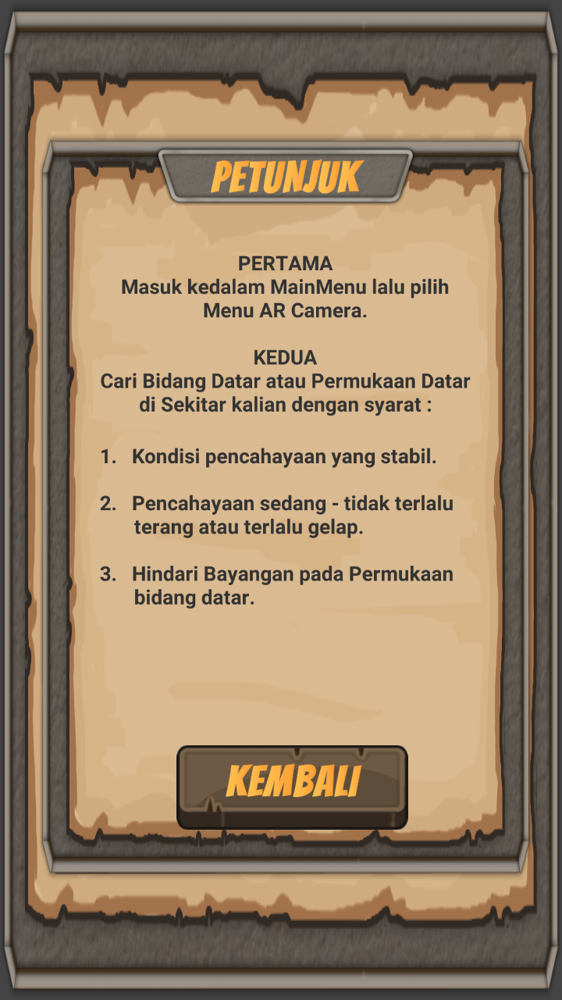 PETUNJUK
PERTAMA
Masuk kedalam MainMenu lalu pilih
Menu AR Camera.
KEDUA
Cari Bidang Datar atau Permukaan Datar
di Sekitar kalian dengan syarat :
1. Kondisi pencahayaan yang stabil.
2. Pencahayaan sedang - tidak terlalu
terang atau terlalu gelap.
3. Hindari Bayangan pada Permukaan
bidang datar.
KEMBALI